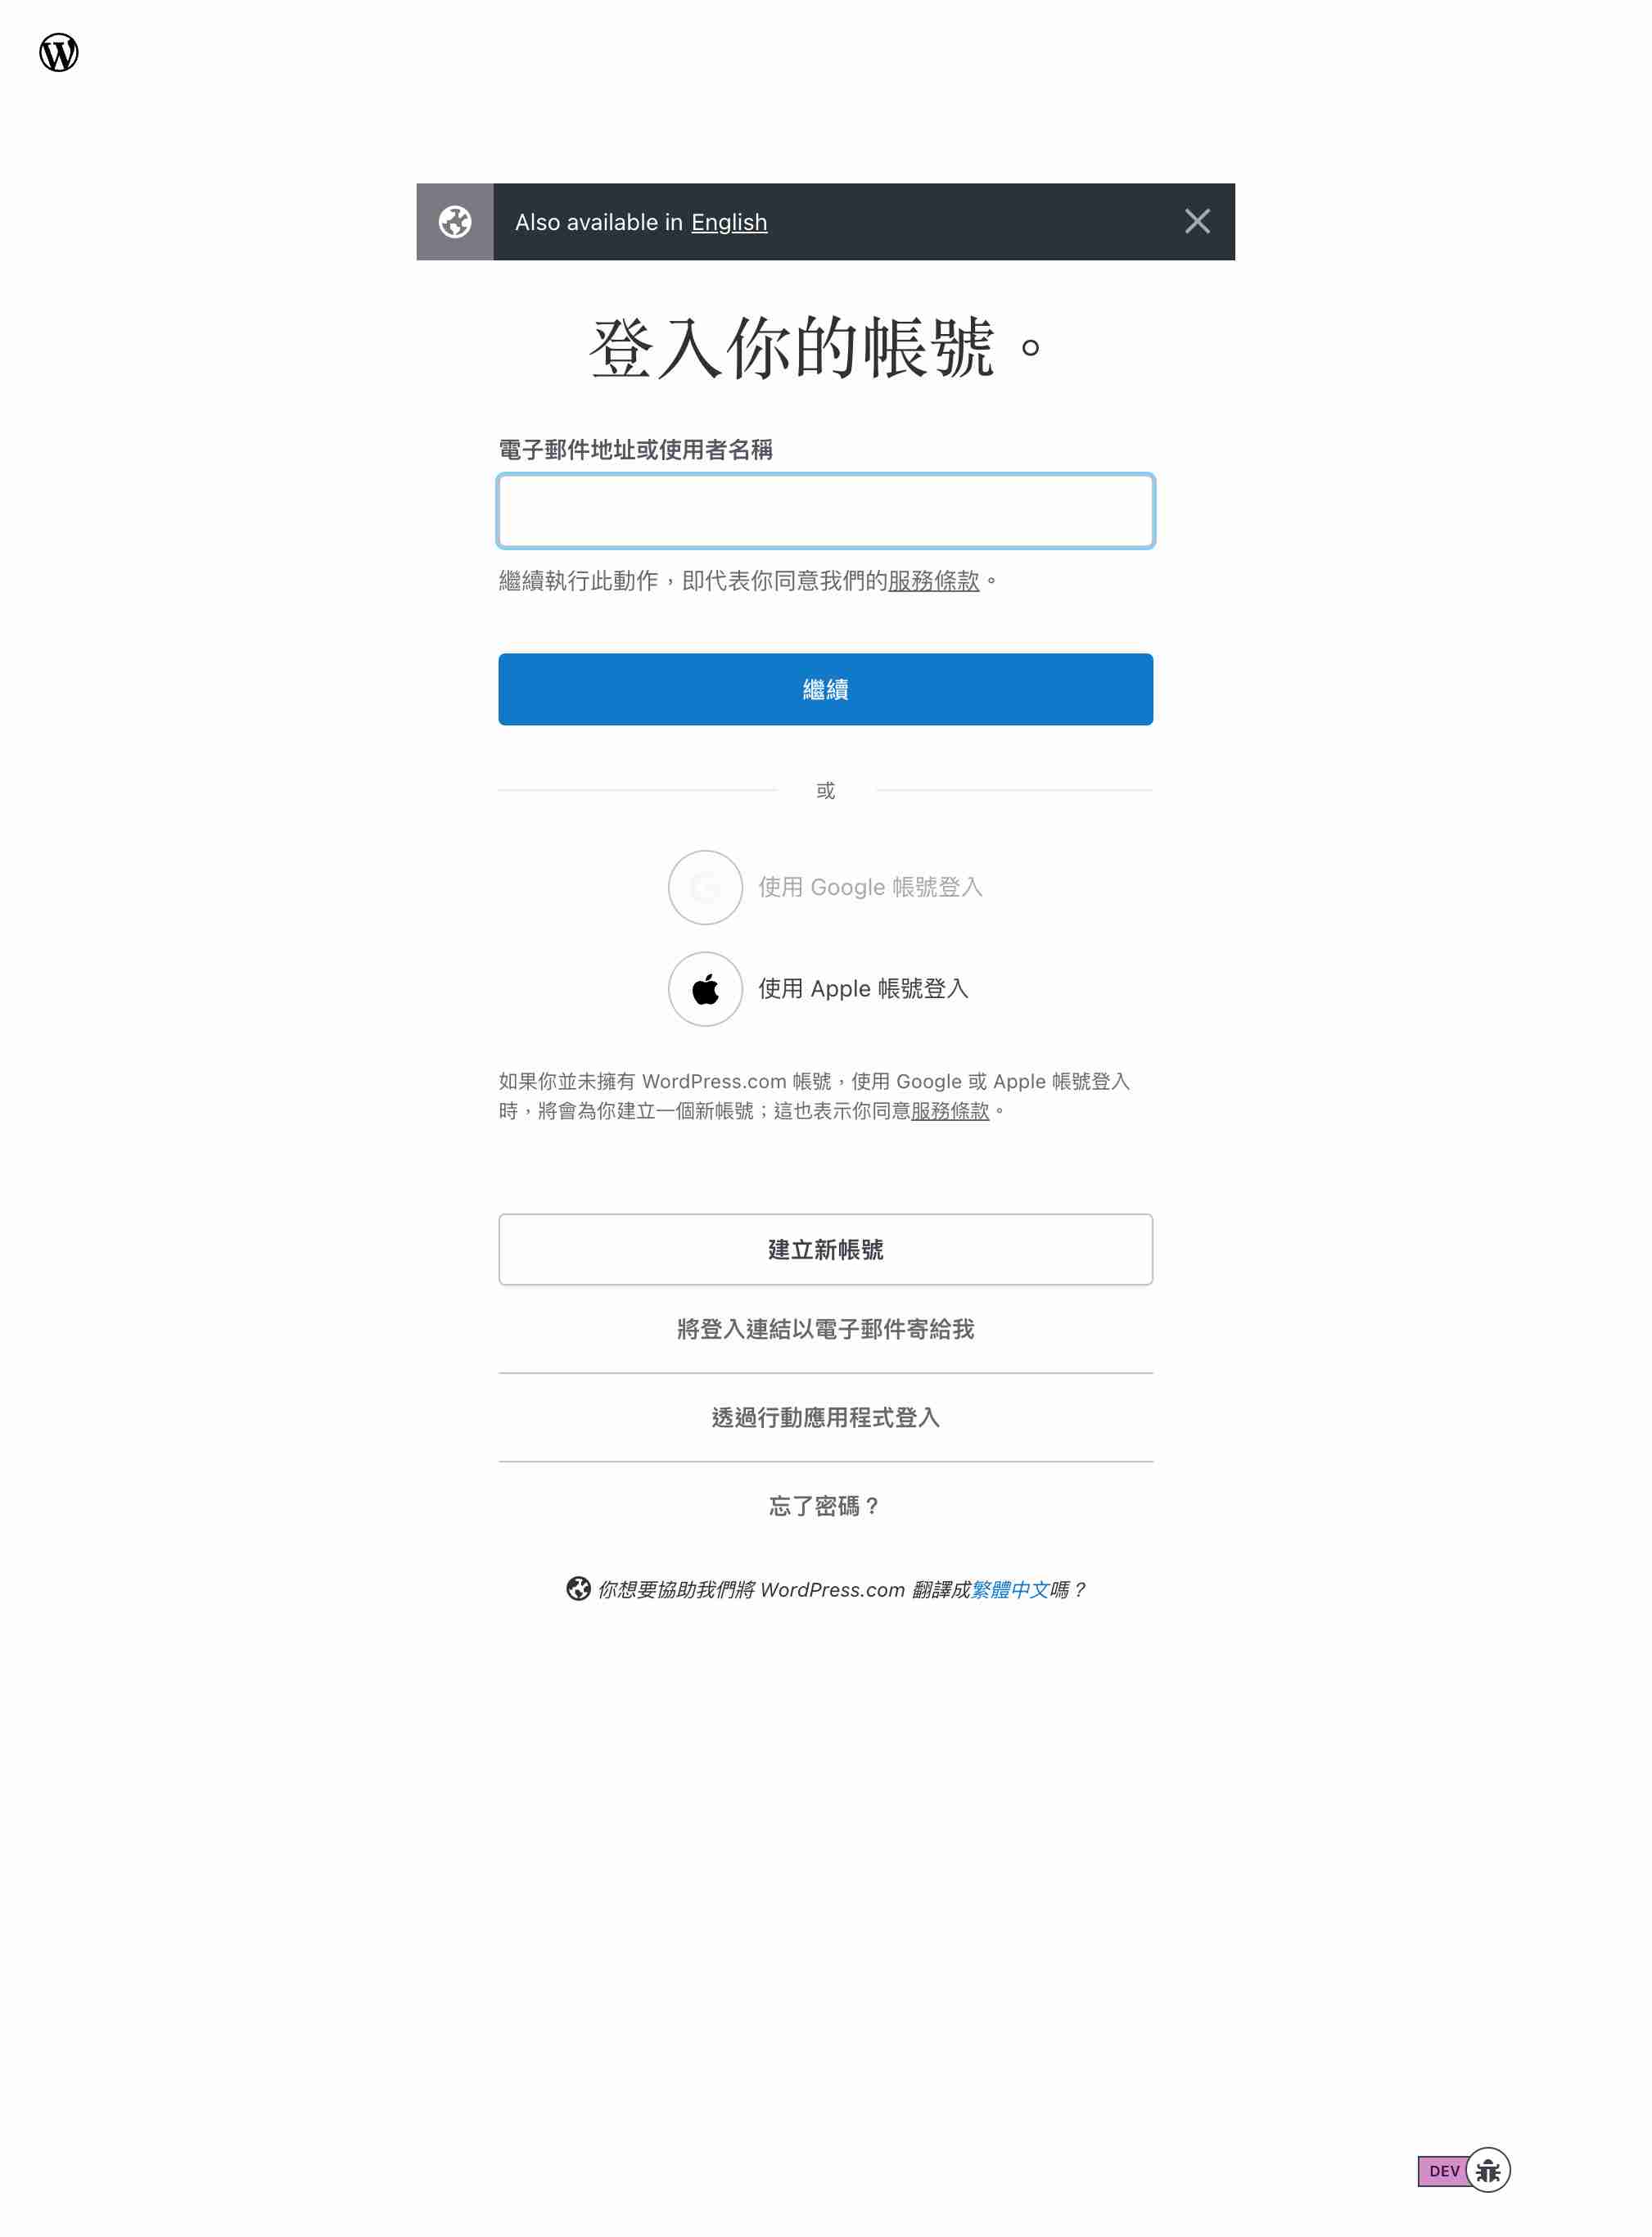 Also available in English
登入你的帳號。
電子郵件地址或使用者名稱
繼續執行此動作，即代表你同意我們的服務條款。
繼續
或
使用 Google 帳號登入
使用 Apple 帳號登入
如果你並未擁有 WordPress.com 帳號，使用 Google 或 Apple 帳號登入
時，將會為你建立一個新帳號；這也表示你同意服務條款。
建立新帳號
將登入連結以電子郵件寄給我
透過行動應用程式登入
忘了密碼？
你想要協助我們將 WordPress.com 翻譯成繁體中文嗎？
DEV